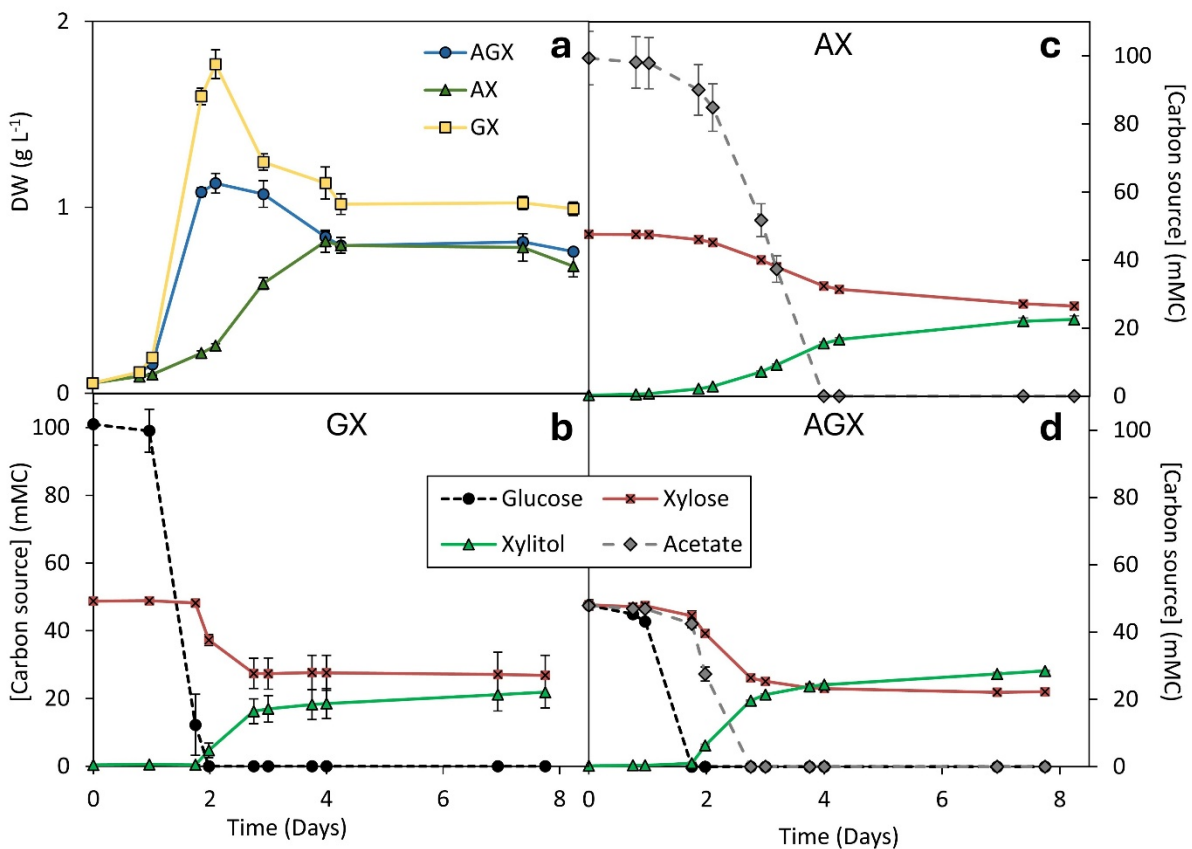 2
1
0
DW (g L-1)
a
AGX
AX
GX
AX
c
100
80
60
40
20
0
[Carbon source] (mMC)
GX
b
100
80
60
40
20
0
[Carbon source] (mMC)
0 2 4 6 8
Time (Days)
Glucose Xylose
Xylitol Acetate
AGX
d
100
80
60
40
20
0
[Carbon source] (mMC)
0 2 4 6 8
Time (Days)